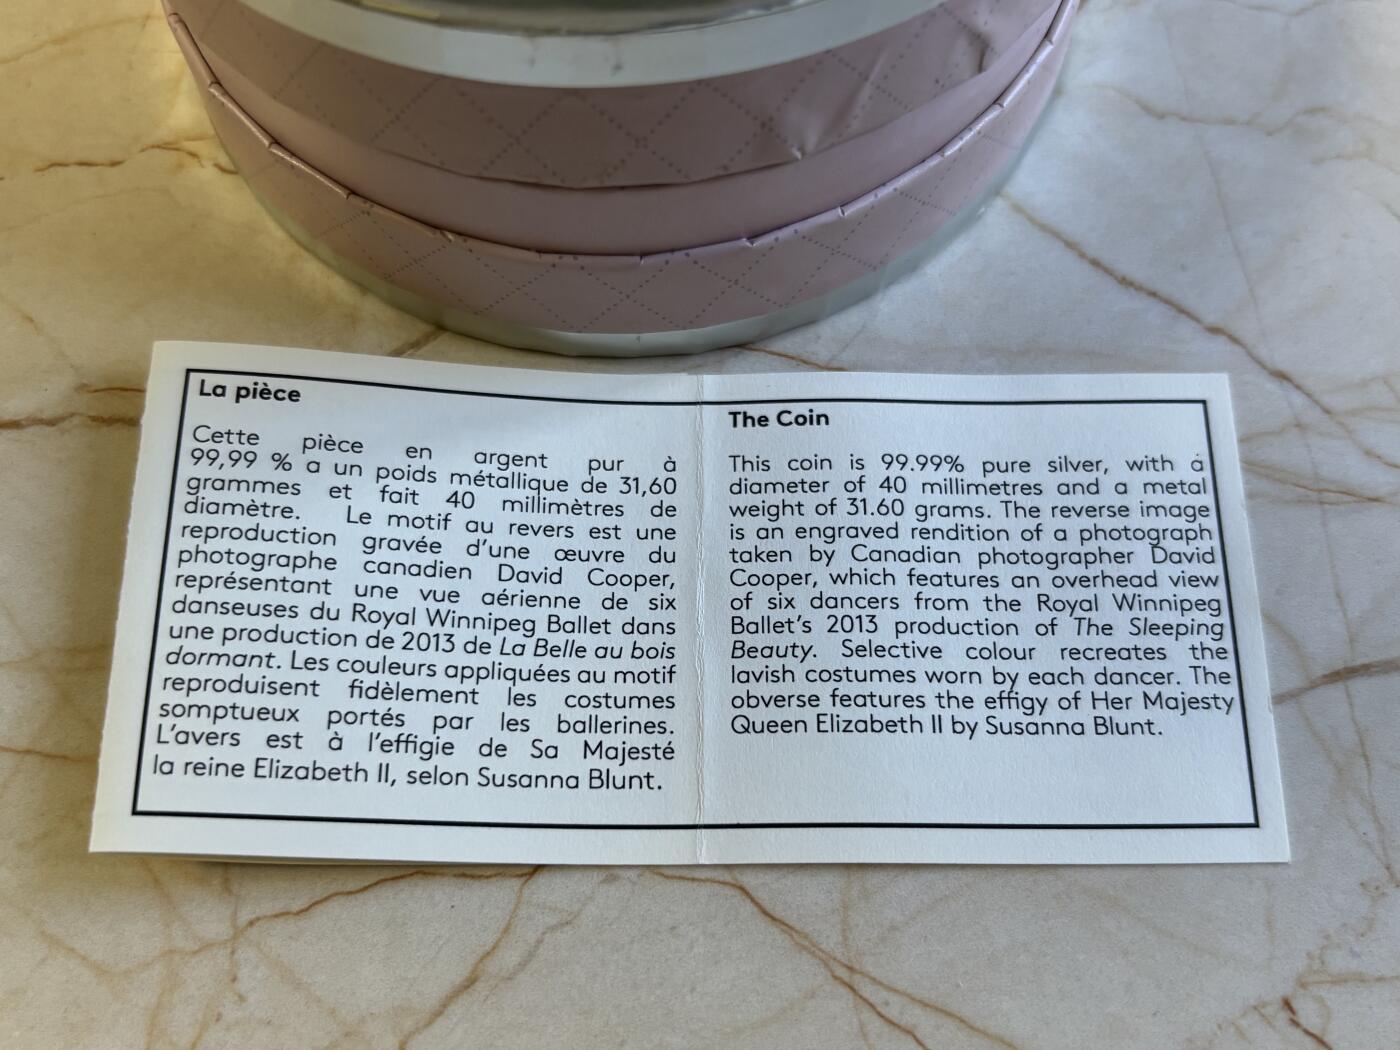 La pièce
Cette pièce en argent pur à
99,99 % a un poids métallique de 31,60
grammes et fait 40 millimètres de
diamètre. Le motif au revers est une
reproduction gravée d'une œuvre du
photographe canadien David Cooper,
représentant une vue aérienne de six
danseuses du Royal Winnipeg Ballet dans
une production de 2013 de La Belle au bois
dormant. Les couleurs appliquées au motif
reproduisent fidèlement les costumes
somptueux portés par les ballerines.
L'avers est à l'effigie de Sa Majesté
la reine Elizabeth II, selon Susanna Blunt.
The Coin
This coin is 99.99% pure silver, with a
diameter of 40 millimetres and a metal
weight of 31.60 grams. The reverse image
is an engraved rendition of a photograph
taken by Canadian photographer David
Cooper, which features an overhead view
of six dancers from the Royal Winnipeg
Ballet's 2013 production of The Sleeping
Beauty. Selective colour recreates the
lavish costumes worn by each dancer. The
obverse features the effigy of Her Majesty
Queen Elizabeth II by Susanna Blunt.